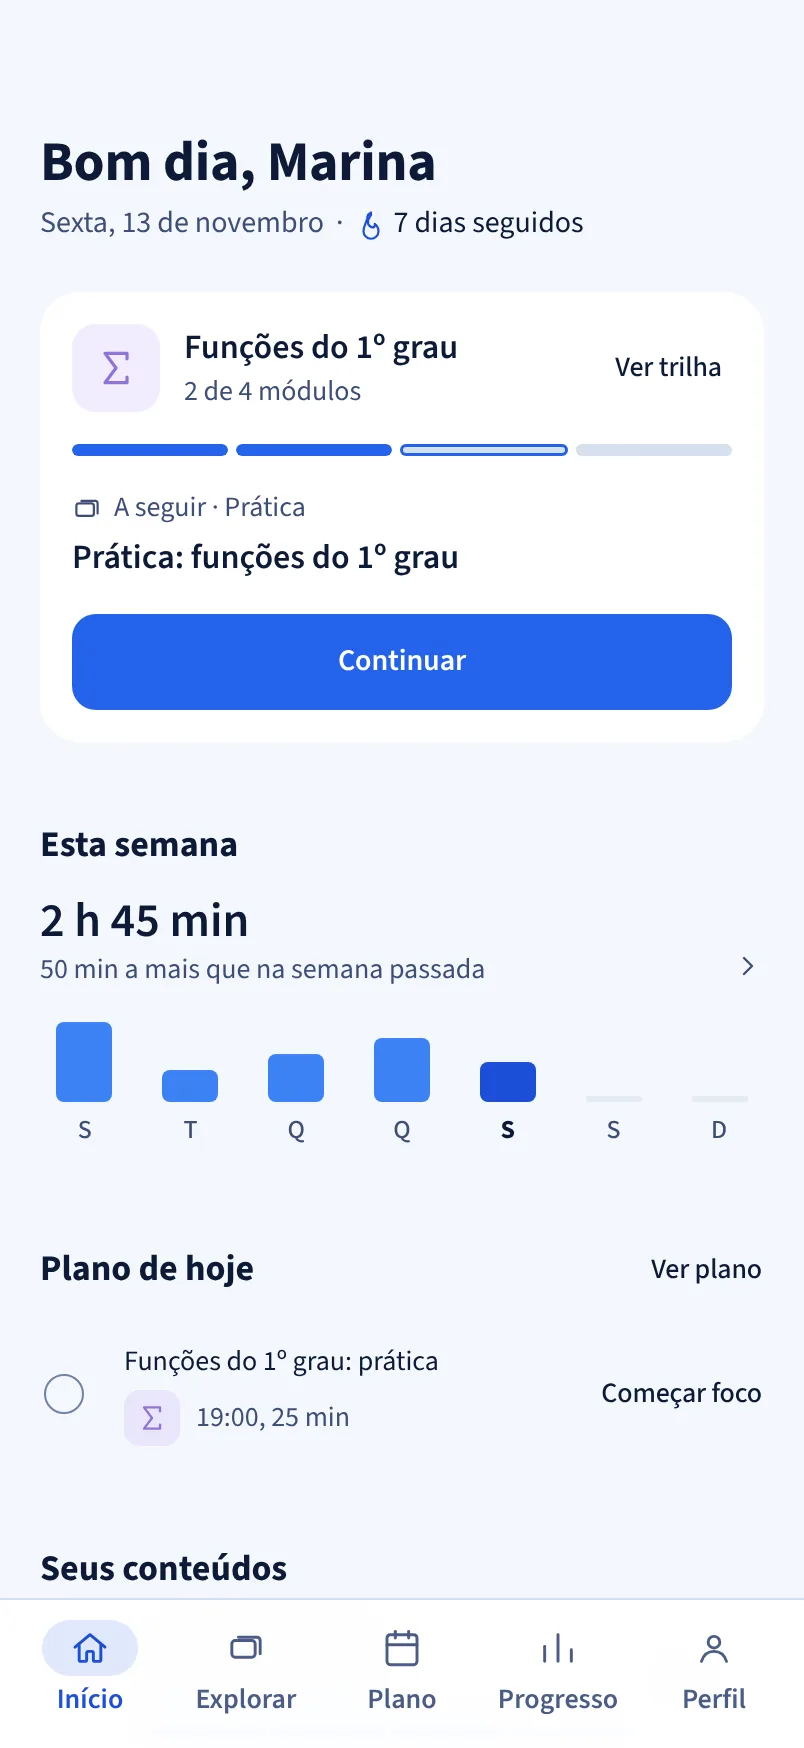 Bom dia, Marina
Sexta, 13 de novembro · 7 dias seguidos
Funções do 1º grau
2 de 4 módulos
Ver trilha
A seguir · Prática
Prática: funções do 1º grau
Continuar
Esta semana
2 h 45 min
50 min a mais que na semana passada
S T Q Q S S D
Plano de hoje
Ver plano
Funções do 1º grau: prática
Σ 19:00, 25 min
Começar foco
Seus conteúdos
Início Explorar Plano Progresso Perfil